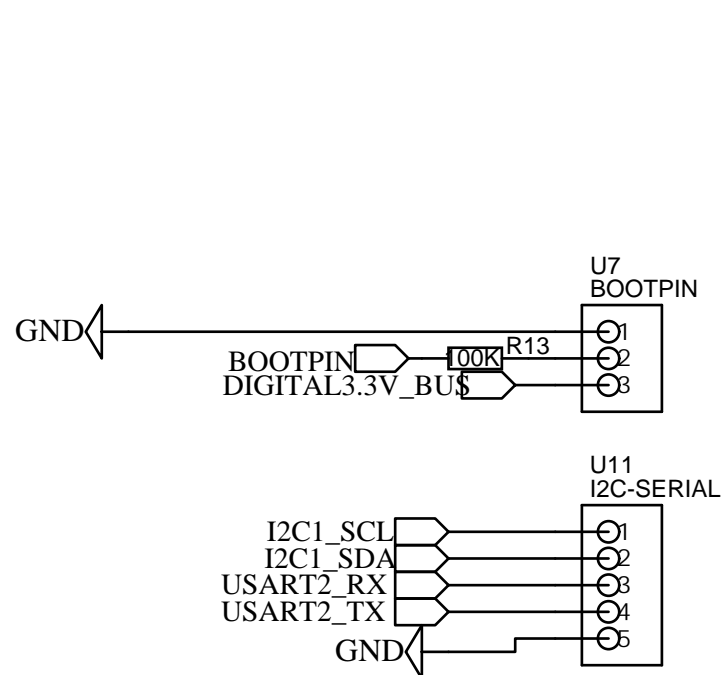 U7
BOOTPIN
GND
1
R13
BOOTPIN
100K
2
DIGITAL3.3V_BUS
3
U11
I2C-SERIAL
I2C1_SCL
1
I2C1_SDA
2
USART2_RX
3
USART2_TX
4
GND
5